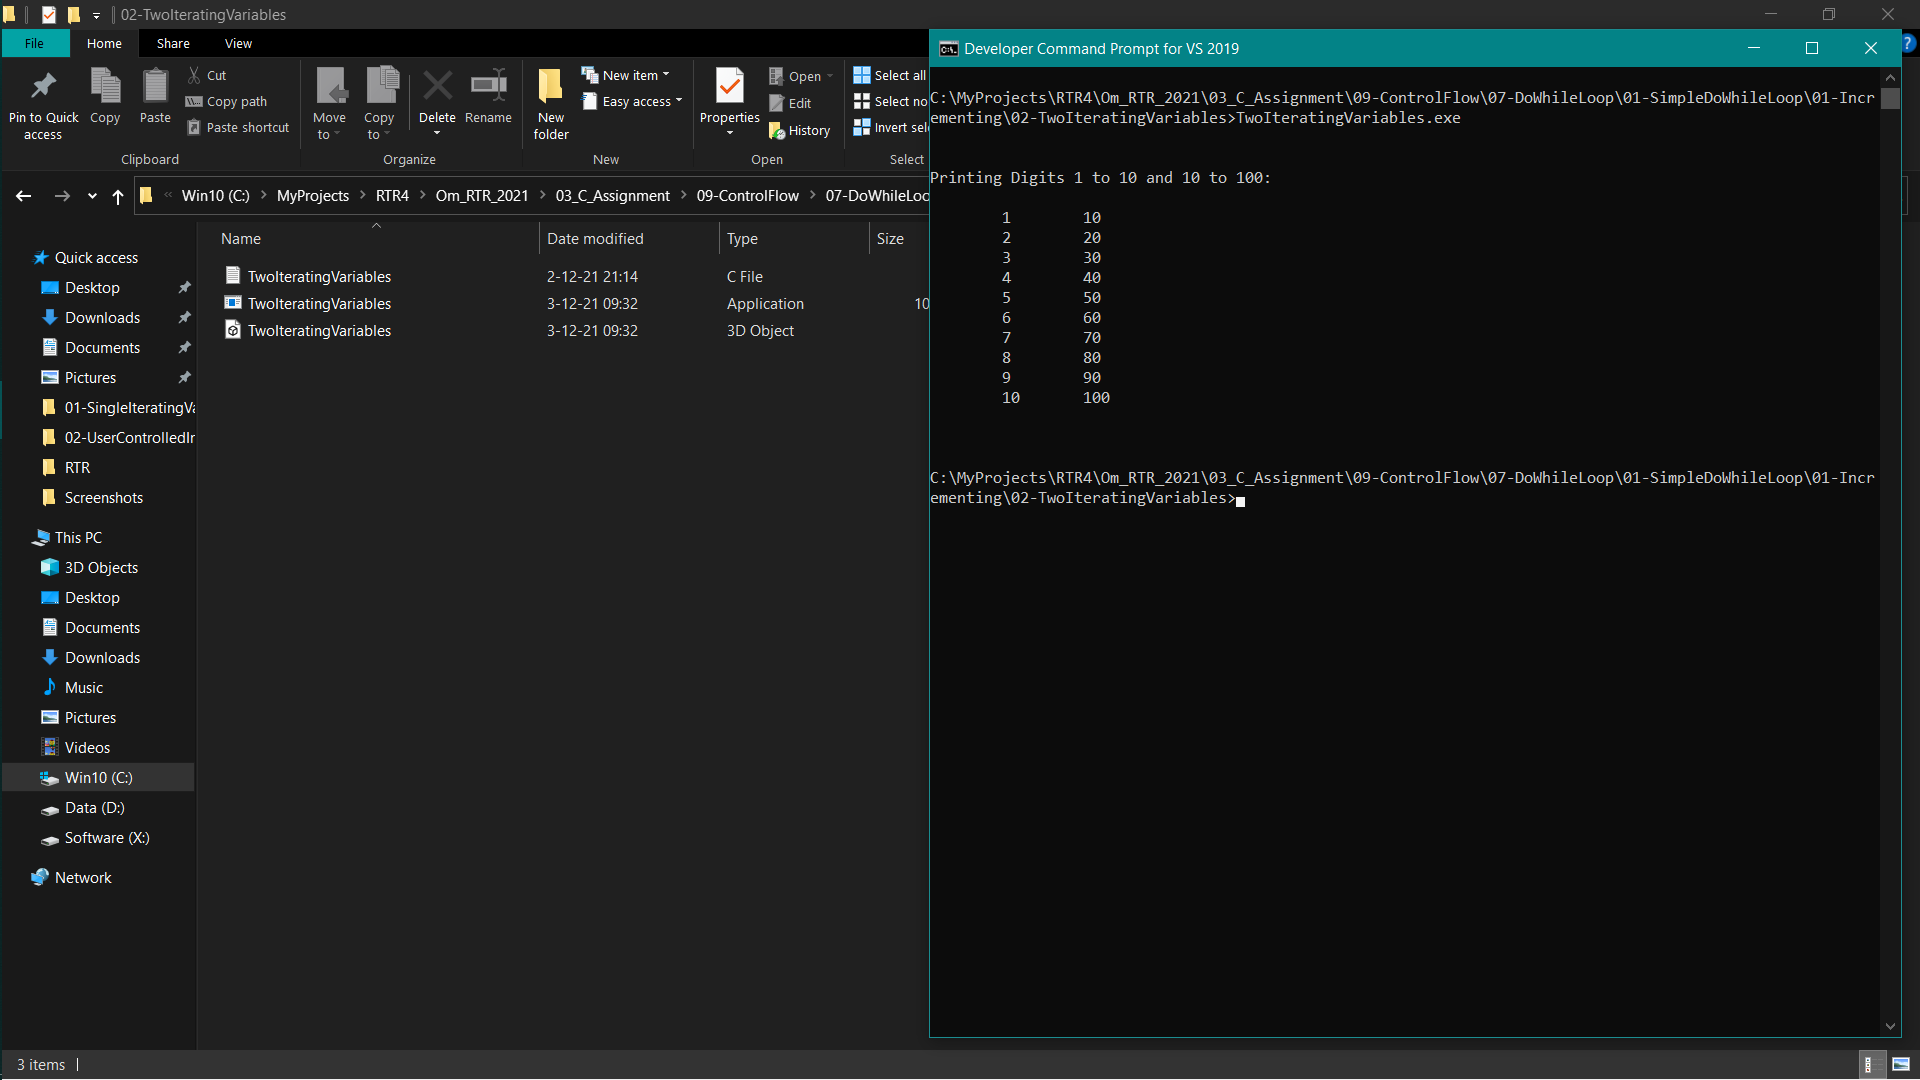 02-TwoIteratingVariables
File Home Share View
Pin to Quick access
Copy
Paste
Cut
Copy path
Paste shortcut
Clipboard
Move to
Copy to
Delete
Rename
Organize
New folder
New item
Easy access
New
Properties
Open
Edit
History
Open
Select all
Select no
Invert sel
Select
« Win10 (C:) > MyProjects > RTR4 > Om_RTR_2021 > 03_C_Assignment > 09-ControlFlow > 07-DoWhileLoo
Name Date modified Type Size
TwoIteratingVariables 2-12-21 21:14 C File
TwoIteratingVariables 3-12-21 09:32 Application 10
TwoIteratingVariables 3-12-21 09:32 3D Object
Quick access
Desktop
Downloads
Documents
Pictures
01-SingleIteratingVa
02-UserControlledIr
RTR
Screenshots
This PC
3D Objects
Desktop
Documents
Downloads
Music
Pictures
Videos
Win10 (C:)
Data (D:)
Software (X:)
Network
3 items
Developer Command Prompt for VS 2019
C:\MyProjects\RTR4\Om_RTR_2021\03_C_Assignment\09-ControlFlow\07-DoWhileLoop\01-SimpleDoWhileLoop\01-Incr
ementing\02-TwoIteratingVariables>TwoIteratingVariables.exe
Printing Digits 1 to 10 and 10 to 100:
1 10
2 20
3 30
4 40
5 50
6 60
7 70
8 80
9 90
10 100
C:\MyProjects\RTR4\Om_RTR_2021\03_C_Assignment\09-ControlFlow\07-DoWhileLoop\01-SimpleDoWhileLoop\01-Incr
ementing\02-TwoIteratingVariables>